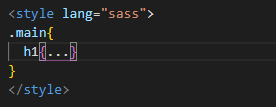 <style lang="sass">
.main{
  h1{...}
}
</style>